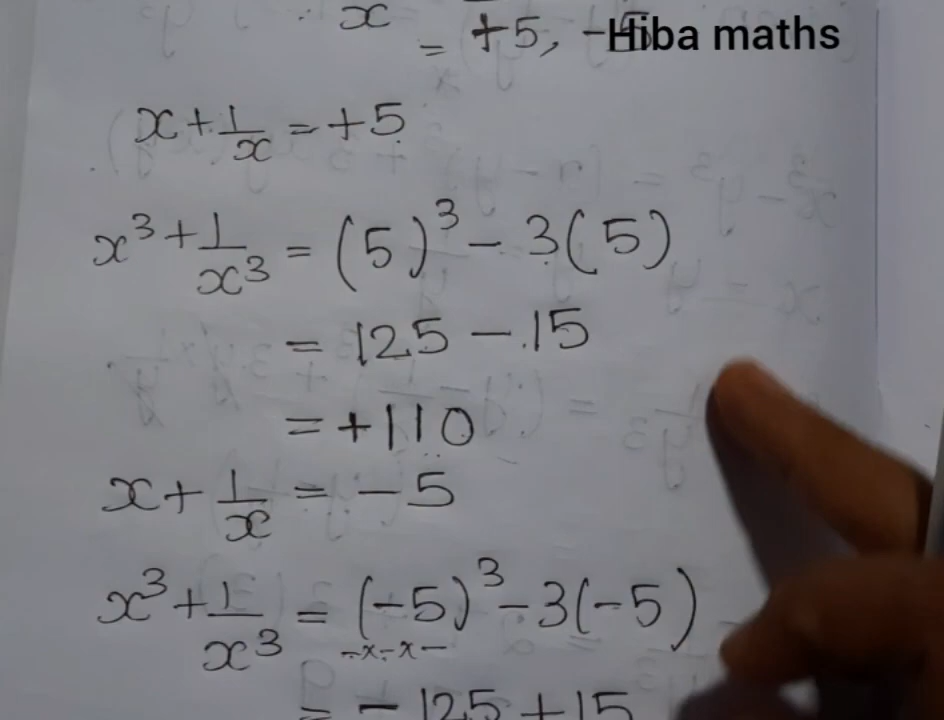 x
= +5, -5 Hiba maths
x + 1/x = +5
x³ + 1/x³ = (5)³ - 3(5)
= 125 - 15
= +110
x + 1/x = -5
x³ + 1/x³ = (-5)³ - 3(-5)
-x-x-
= -125 + 15